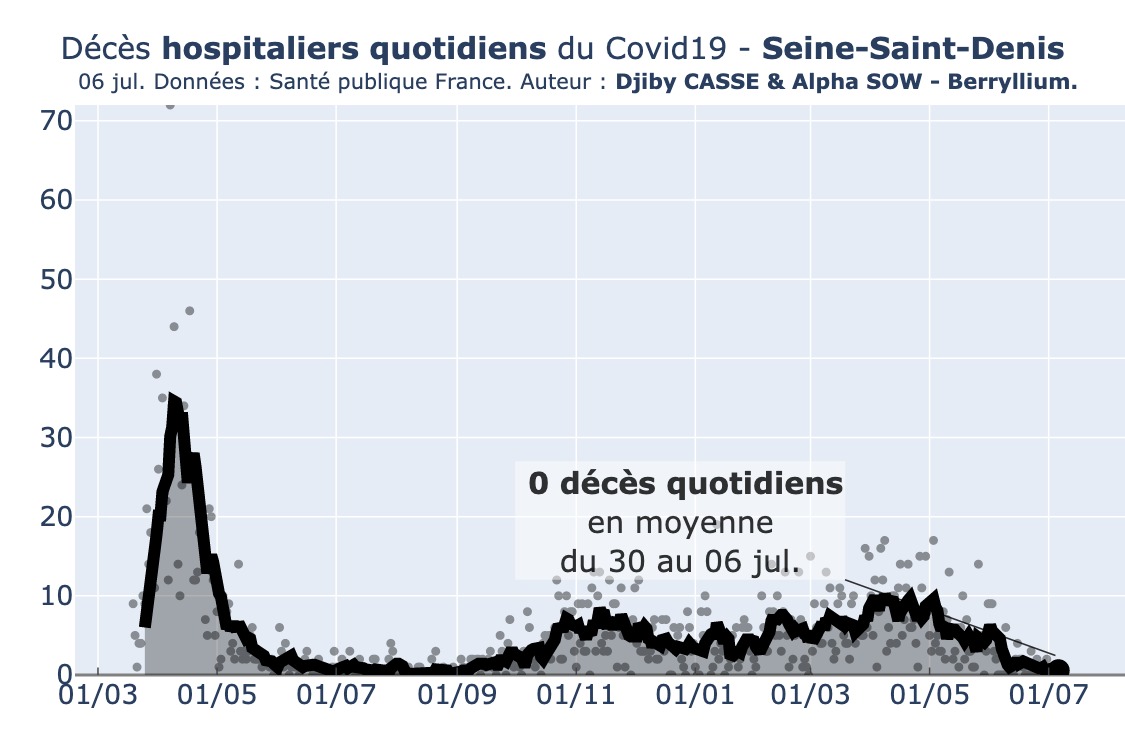 Décès hospitaliers quotidiens du Covid19 - Seine-Saint-Denis
06 jul. Données : Santé publique France. Auteur : Djiby CASSE & Alpha SOW - Berryllium.
70
60
50
40
30
20
10
0
0 décès quotidiens
en moyenne
du 30 au 06 jul.
01/03 01/05 01/07 01/09 01/11 01/01 01/03 01/05 01/07